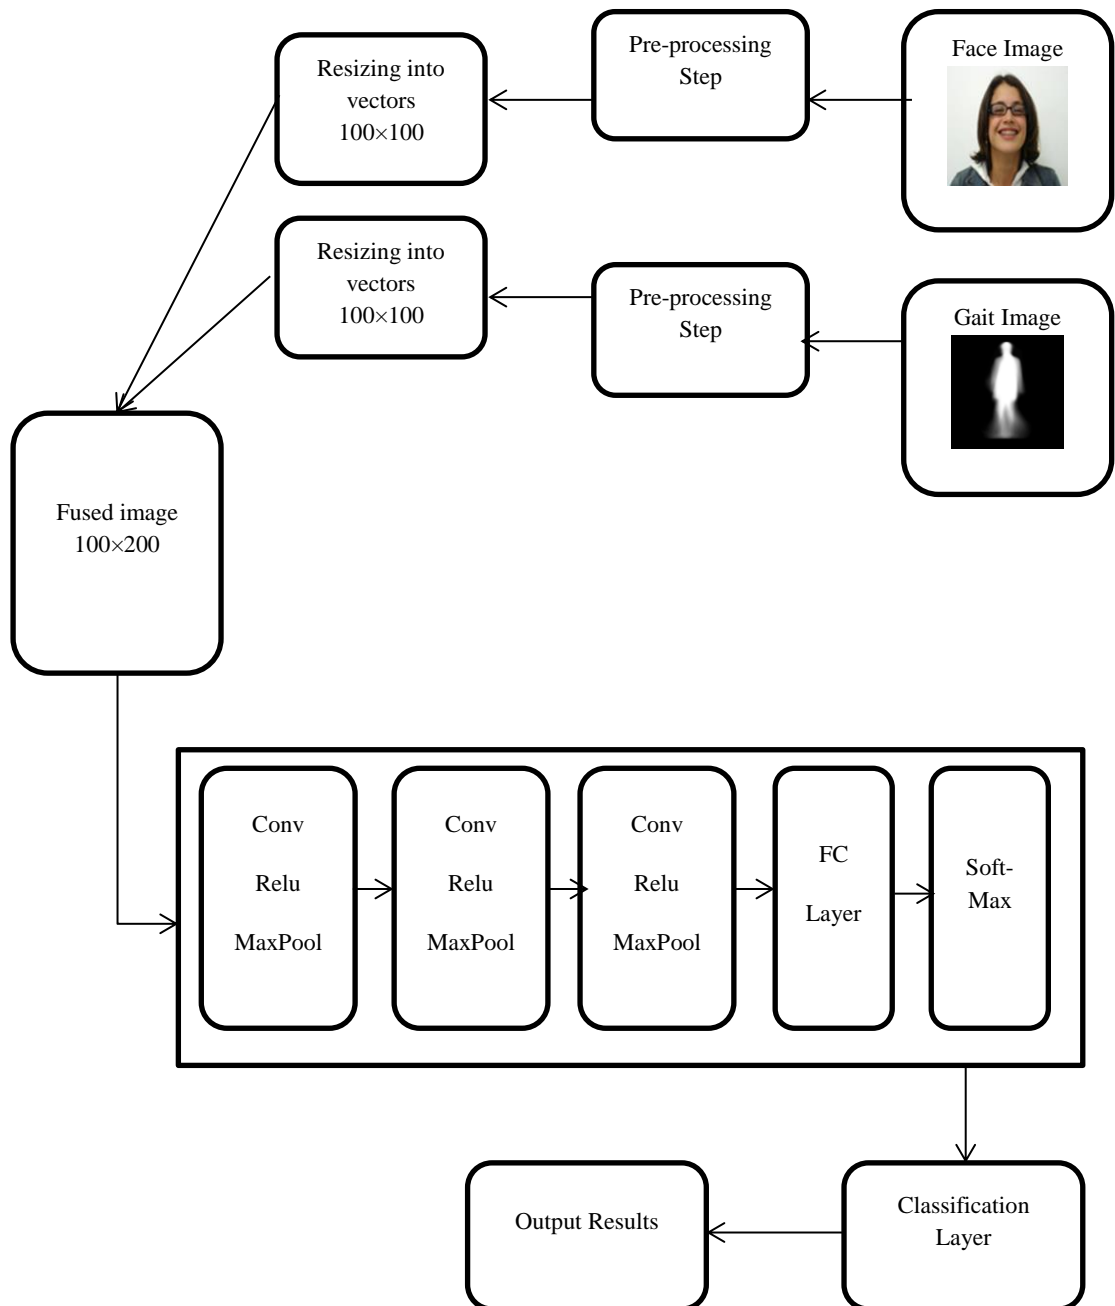 Face Image
Pre-processing
Step
Resizing into
vectors
100×100
Gait Image
Pre-processing
Step
Resizing into
vectors
100×100
Fused image
100×200
Conv
Relu
MaxPool
Conv
Relu
MaxPool
Conv
Relu
MaxPool
FC
Layer
Soft-
Max
Classification
Layer
Output Results